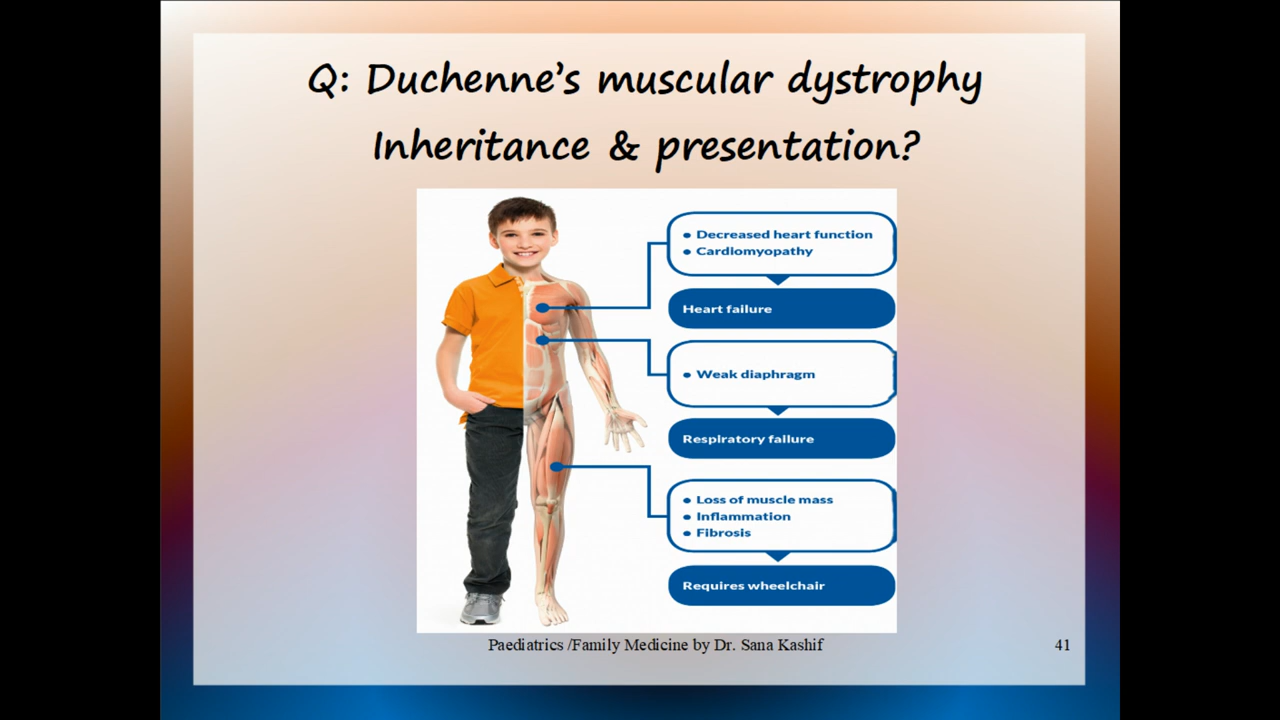 Q: Duchenne's muscular dystrophy
Inheritance & presentation?
• Decreased heart function
• Cardiomyopathy
Heart failure
• Weak diaphragm
Respiratory failure
• Loss of muscle mass
• Inflammation
• Fibrosis
Requires wheelchair
Paediatrics /Family Medicine by Dr. Sana Kashif
41